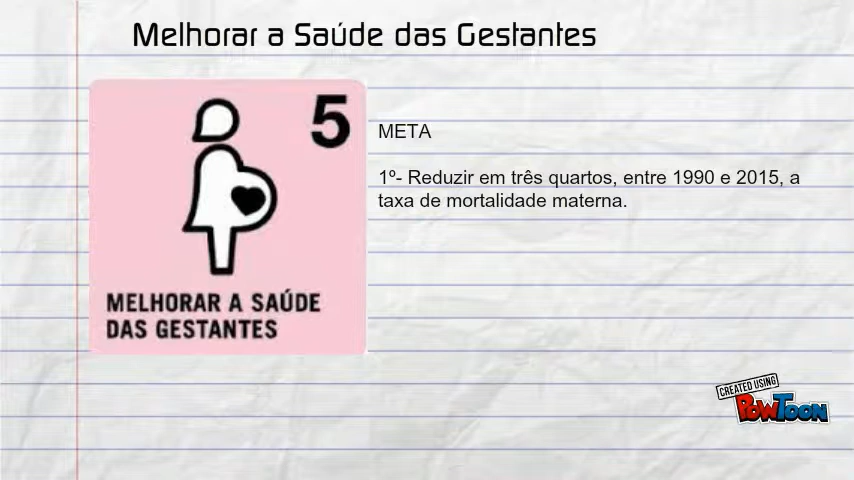 Melhorar a Saúde das Gestantes
5
MELHORAR A SAÚDE
DAS GESTANTES
META
1º- Reduzir em três quartos, entre 1990 e 2015, a
taxa de mortalidade materna.
CREATED USING
POWTOON